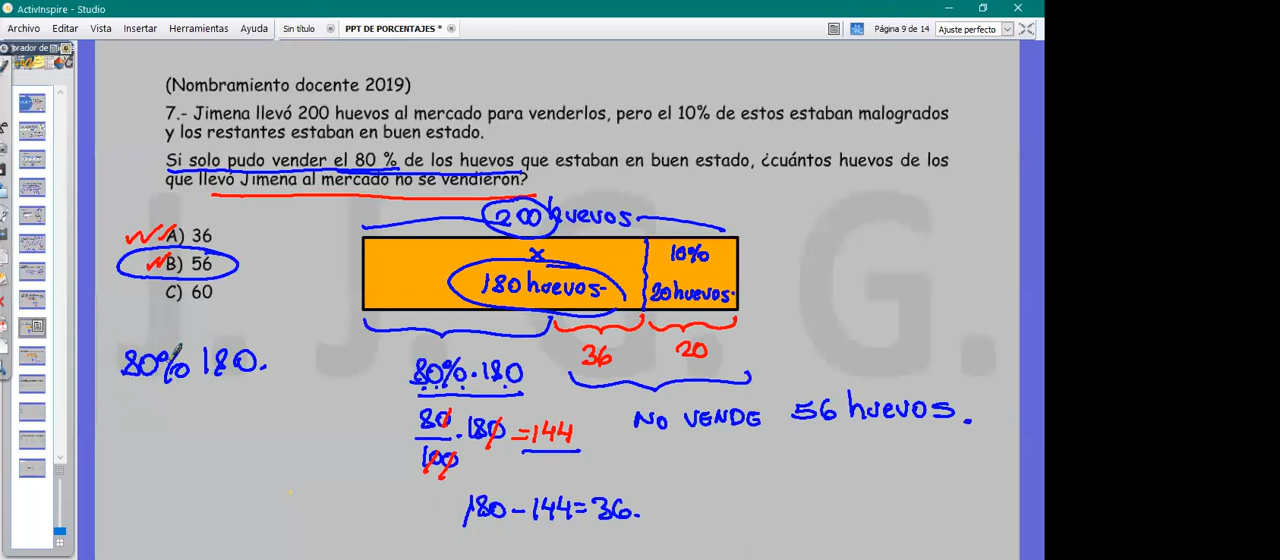 ActivInspire - Studio
Archivo Editar Vista Insertar Herramientas Ayuda Sin título PPT DE PORCENTAJES * Página 9 de 14 Ajuste perfecto
rador de
(Nombramiento docente 2019)
7.- Jimena llevó 200 huevos al mercado para venderlos, pero el 10% de estos estaban malogrados
y los restantes estaban en buen estado.
Si solo pudo vender el 80 % de los huevos que estaban en buen estado, ¿cuántos huevos de los
que llevó Jimena al mercado no se vendieron?
200 huevos
A) 36
B) 56
C) 60
x 10%
180 huevos 20 huevos.
36 20
80% 180.
80% · 180
NO VENDE 56 huevos.
80/100 · 180 = 144
180 - 144 = 36.
I. J. G. G.